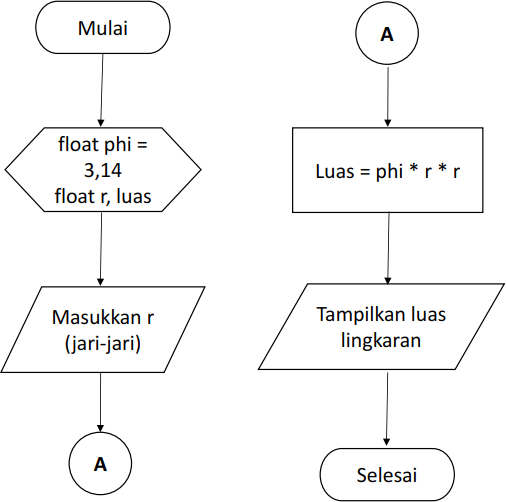 Mulai
float phi =
3,14
float r, luas
Masukkan r
(jari-jari)
A
A
Luas = phi * r * r
Tampilkan luas
lingkaran
Selesai